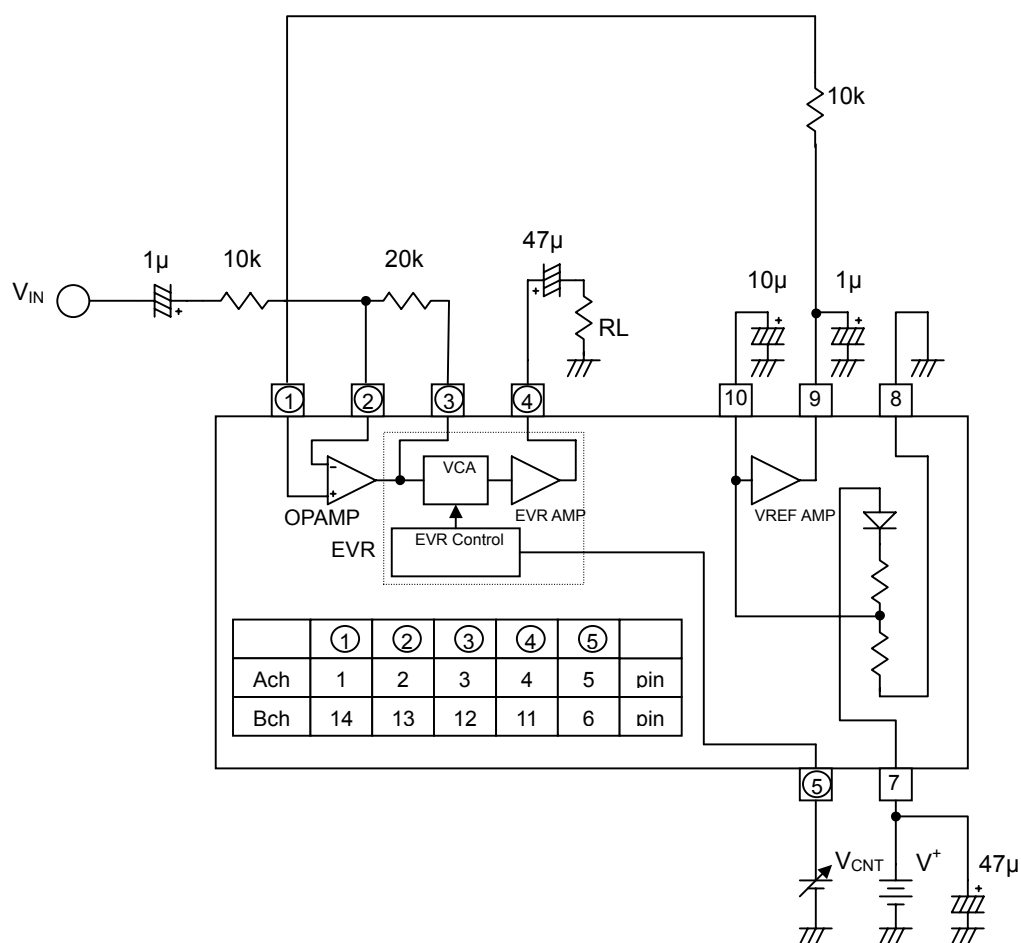 10k
47µ
1µ
10k
20k
10µ
1µ
VIN
RL
1
2
3
4
10
9
8
−
+
VCA
OPAMP
EVR AMP
VREF AMP
EVR
EVR Control
① ② ③ ④ ⑤
Ach 1 2 3 4 5 pin
Bch 14 13 12 11 6 pin
⑤
7
VCNT
V+
47µ